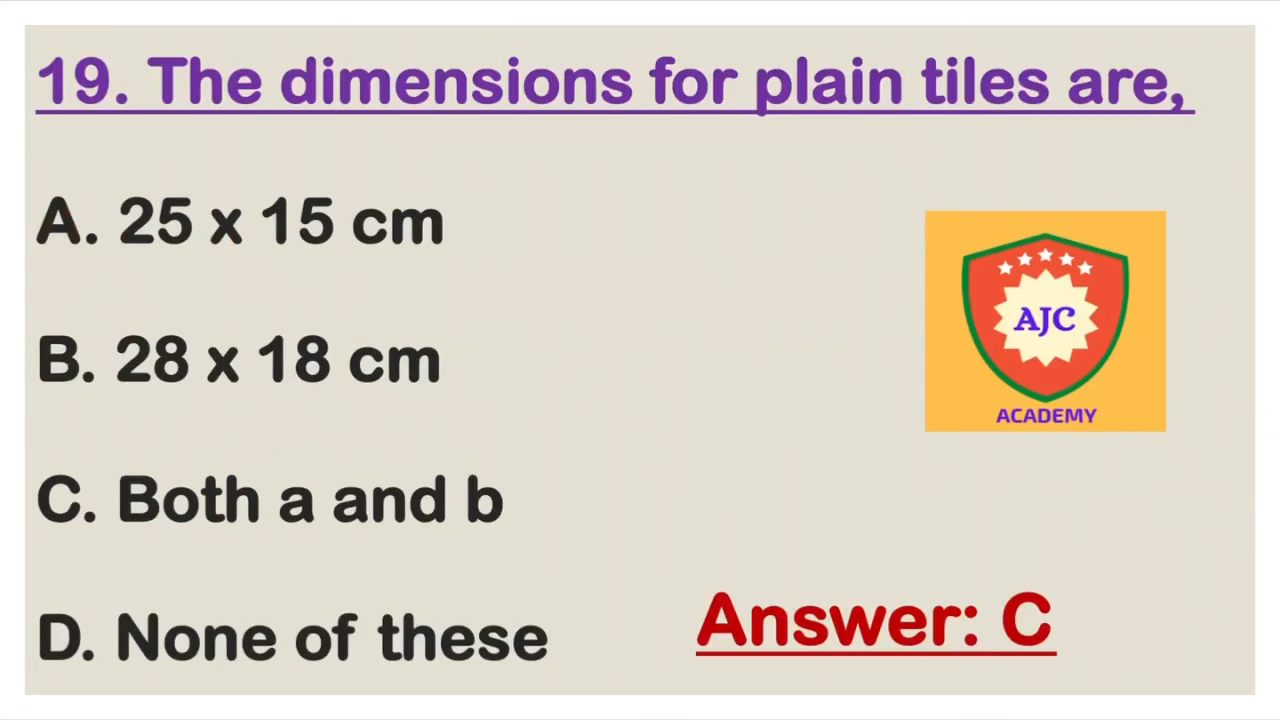 19. The dimensions for plain tiles are,
A. 25 x 15 cm
B. 28 x 18 cm
AJC
ACADEMY
C. Both a and b
D. None of these
Answer: C